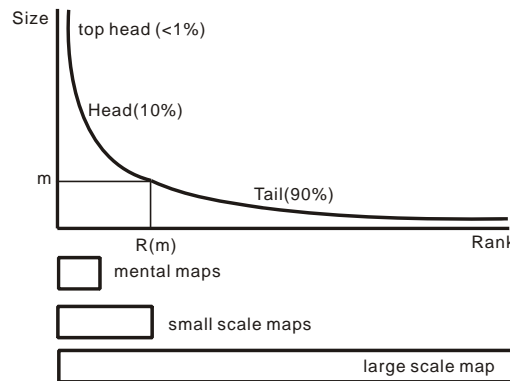 Size
top head (<1%)
Head(10%)
m
Tail(90%)
R(m)
Rank
mental maps
small scale maps
large scale map